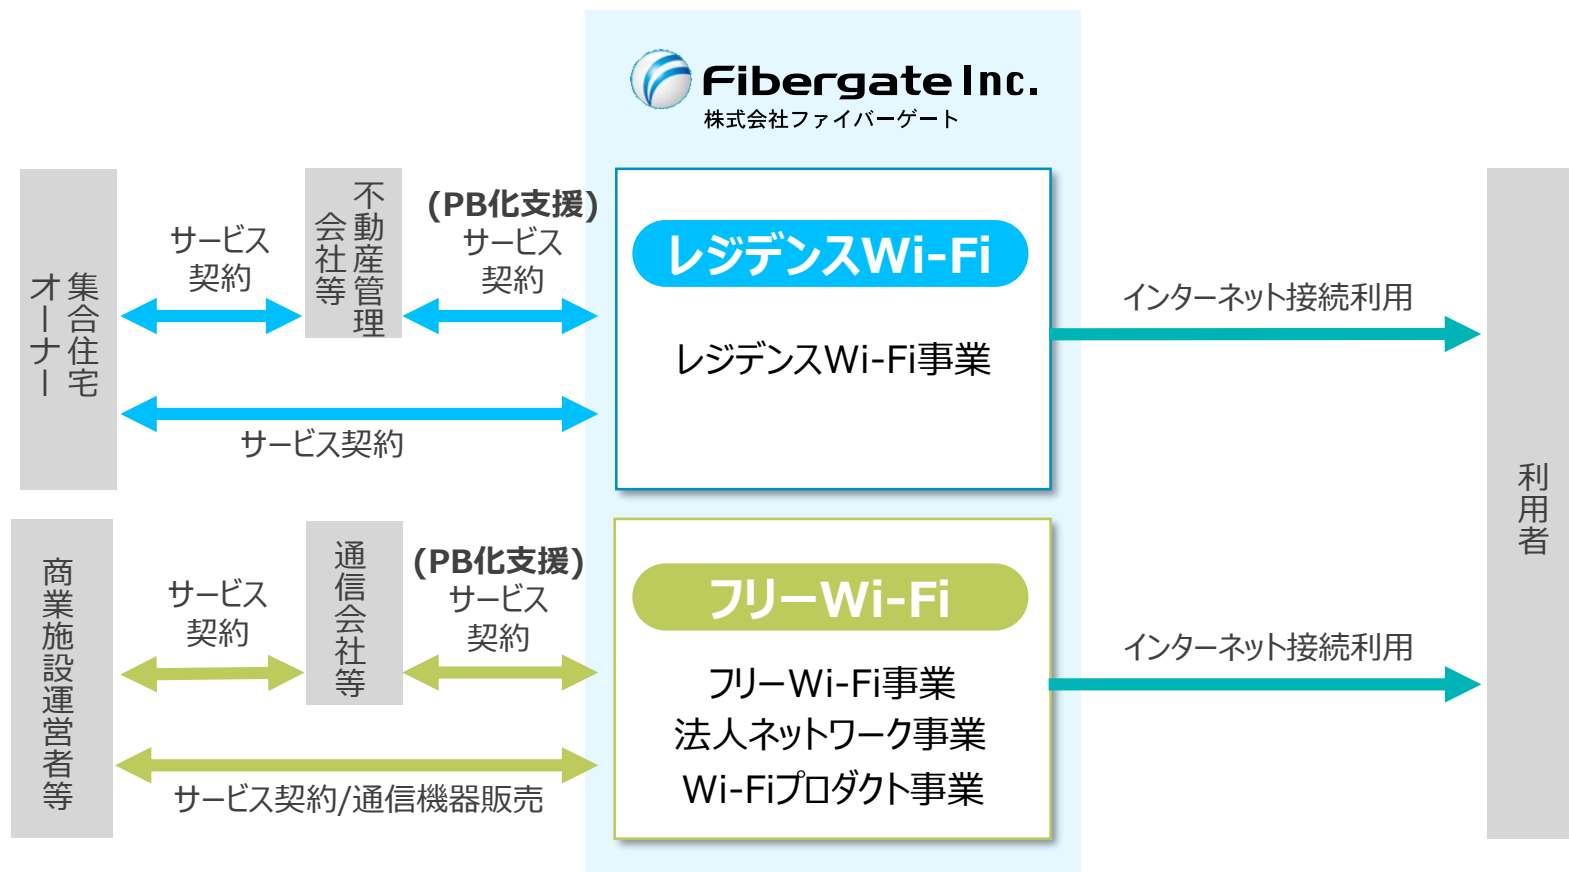 Fibergate Inc.
株式会社ファイバーゲート
集合住宅
オーナー
サービス
契約
不動産管理
会社等
(PB化支援)
サービス
契約
サービス契約
レジデンスWi-Fi
レジデンスWi-Fi事業
インターネット接続利用
商業施設運営者等
サービス
契約
通信会社等
(PB化支援)
サービス
契約
サービス契約/通信機器販売
フリーWi-Fi
フリーWi-Fi事業
法人ネットワーク事業
Wi-Fiプロダクト事業
インターネット接続利用
利用者